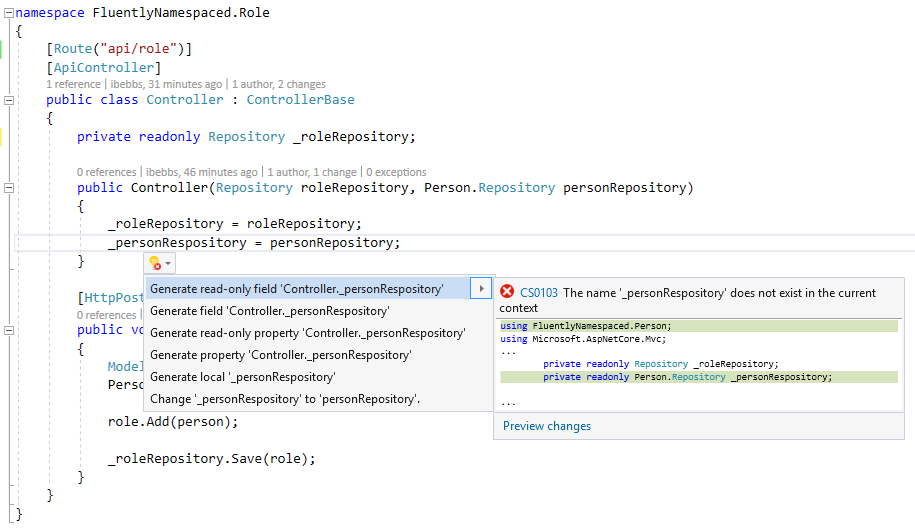 namespace FluentlyNamespaced.Role
{
[Route("api/role")]
[ApiController]
1 reference | ibebbs, 31 minutes ago | 1 author, 2 changes
public class Controller : ControllerBase
{
private readonly Repository _roleRepository;
0 references | ibebbs, 46 minutes ago | 1 author, 1 change | 0 exceptions
public Controller(Repository roleRepository, Person.Repository personRepository)
{
_roleRepository = roleRepository;
_personRespository = personRepository;
}
[HttpPost
0 references |
public vo
{
Model
Perso
role.Add(person);
_roleRepository.Save(role);
}
}
}
Generate read-only field 'Controller._personRespository'
Generate field 'Controller._personRespository'
Generate read-only property 'Controller._personRespository'
Generate property 'Controller._personRespository'
Generate local '_personRespository'
Change '_personRespository' to 'personRepository'.
CS0103 The name '_personRespository' does not exist in the current
context
using FluentlyNamespaced.Person;
using Microsoft.AspNetCore.Mvc;
...
private readonly Repository _roleRepository;
private readonly Person.Repository _personRespository;
...
Preview changes